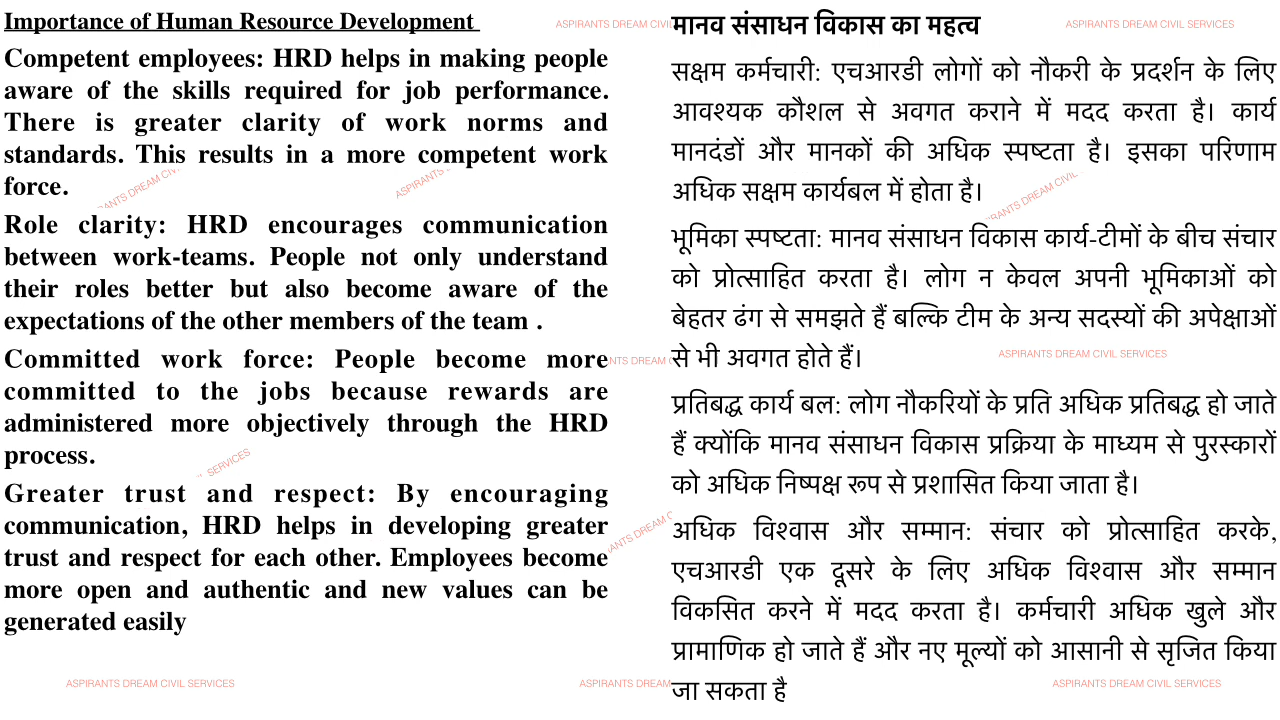 Importance of Human Resource Development
Competent employees: HRD helps in making people
aware of the skills required for job performance.
There is greater clarity of work norms and
standards. This results in a more competent work
force.
Role clarity: HRD encourages communication
between work-teams. People not only understand
their roles better but also become aware of the
expectations of the other members of the team .
Committed work force: People become more
committed to the jobs because rewards are
administered more objectively through the HRD
process.
Greater trust and respect: By encouraging
communication, HRD helps in developing greater
trust and respect for each other. Employees become
more open and authentic and new values can be
generated easily
मानव संसाधन विकास का महत्व
सक्षम कर्मचारी: एचआरडी लोगों को नौकरी के प्रदर्शन के लिए
आवश्यक कौशल से अवगत कराने में मदद करता है। कार्य
मानदंडों और मानकों की अधिक स्पष्टता है। इसका परिणाम
अधिक सक्षम कार्यबल में होता है।
भूमिका स्पष्टता: मानव संसाधन विकास कार्य-टीमों के बीच संचार
को प्रोत्साहित करता है। लोग न केवल अपनी भूमिकाओं को
बेहतर ढंग से समझते हैं बल्कि टीम के अन्य सदस्यों की अपेक्षाओं
से भी अवगत होते हैं।
प्रतिबद्ध कार्य बल: लोग नौकरियों के प्रति अधिक प्रतिबद्ध हो जाते
हैं क्योंकि मानव संसाधन विकास प्रक्रिया के माध्यम से पुरस्कारों
को अधिक निष्पक्ष रूप से प्रशासित किया जाता है।
अधिक विश्वास और सम्मान: संचार को प्रोत्साहित करके,
एचआरडी एक दूसरे के लिए अधिक विश्वास और सम्मान
विकसित करने में मदद करता है। कर्मचारी अधिक खुले और
प्रामाणिक हो जाते हैं और नए मूल्यों को आसानी से सृजित किया
जा सकता है
ASPIRANTS DREAM CIVIL
ASPIRANTS DREAM CIVIL SERVICES
ASPIRANTS DREAM CIVIL SERVICES
SERVICES
ASPIRANTS DREAM CIVIL SERVICES
ASPIRANTS DREAM
ASPIRANTS DREAM CIVIL SERVICES